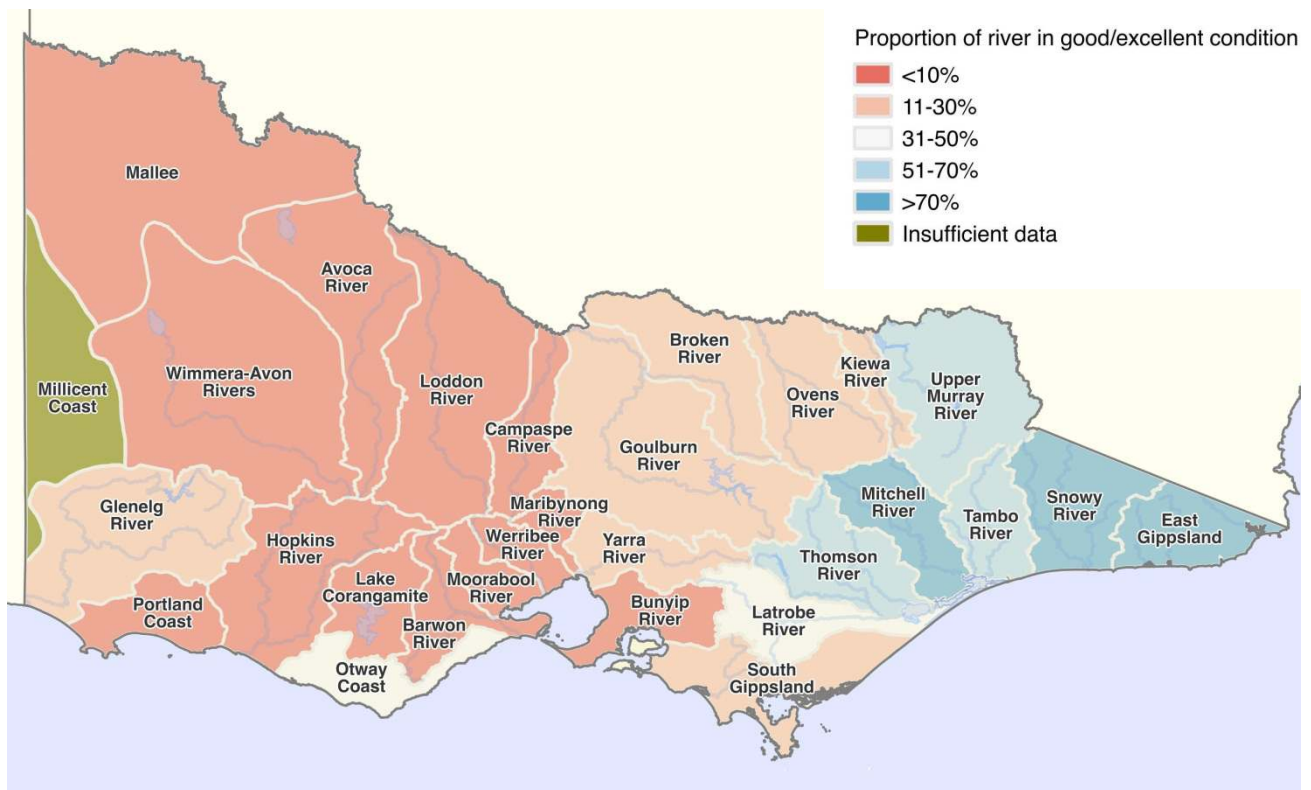 Proportion of river in good/excellent condition
<10%
11-30%
31-50%
51-70%
>70%
Insufficient data
Mallee
Avoca
River
Broken
River
Kiewa
River
Wimmera-Avon
Rivers
Loddon
River
Ovens
River
Upper
Murray
River
Millicent
Coast
Campaspe
River
Goulburn
River
Glenelg
River
Maribynong
River
Mitchell
River
Snowy
River
Tambo
River
East
Gippsland
Hopkins
River
Werribee
River
Yarra
River
Thomson
River
Lake
Corangamite
Moorabool
River
Portland
Coast
Barwon
River
Bunyip
River
Latrobe
River
Otway
Coast
South
Gippsland